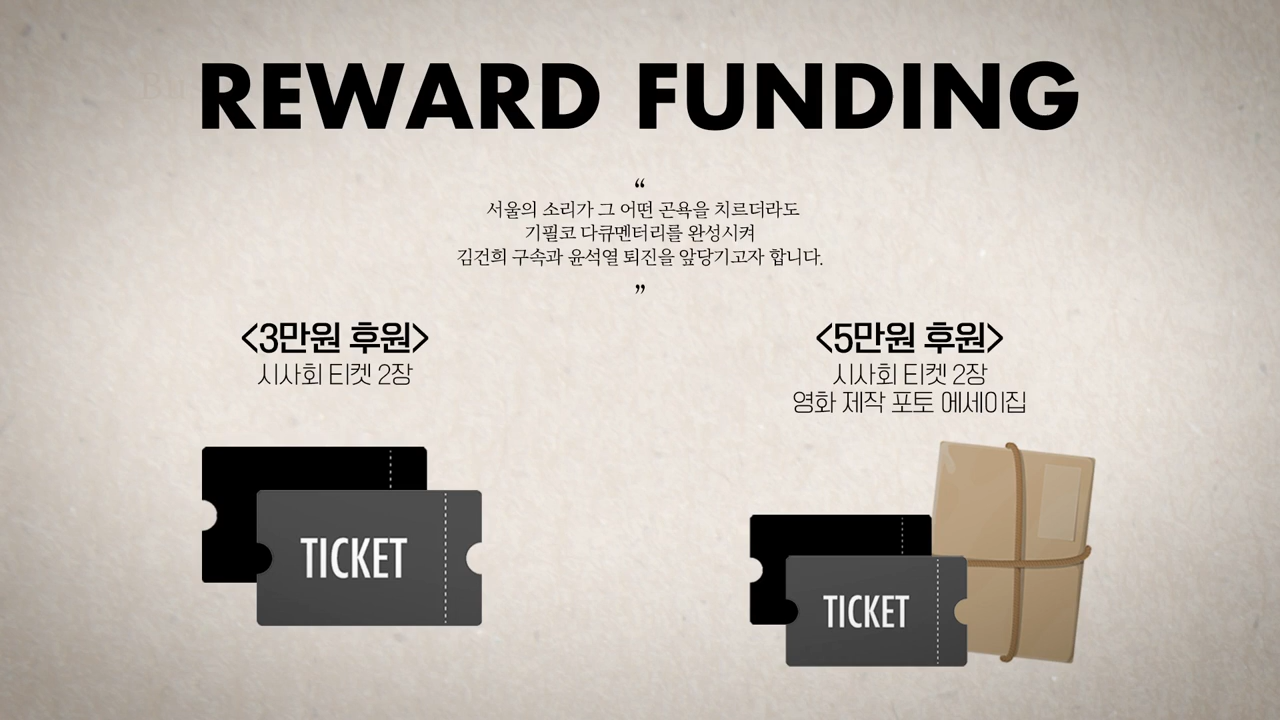 REWARD FUNDING
“
서울의 소리가 그 어떤 곤욕을 치르더라도
기필코 다큐멘터리를 완성시켜
김건희 구속과 윤석열 퇴진을 앞당기고자 합니다.
”
<3만원 후원>
시사회 티켓 2장
<5만원 후원>
시사회 티켓 2장
영화 제작 포토 에세이집
TICKET
TICKET